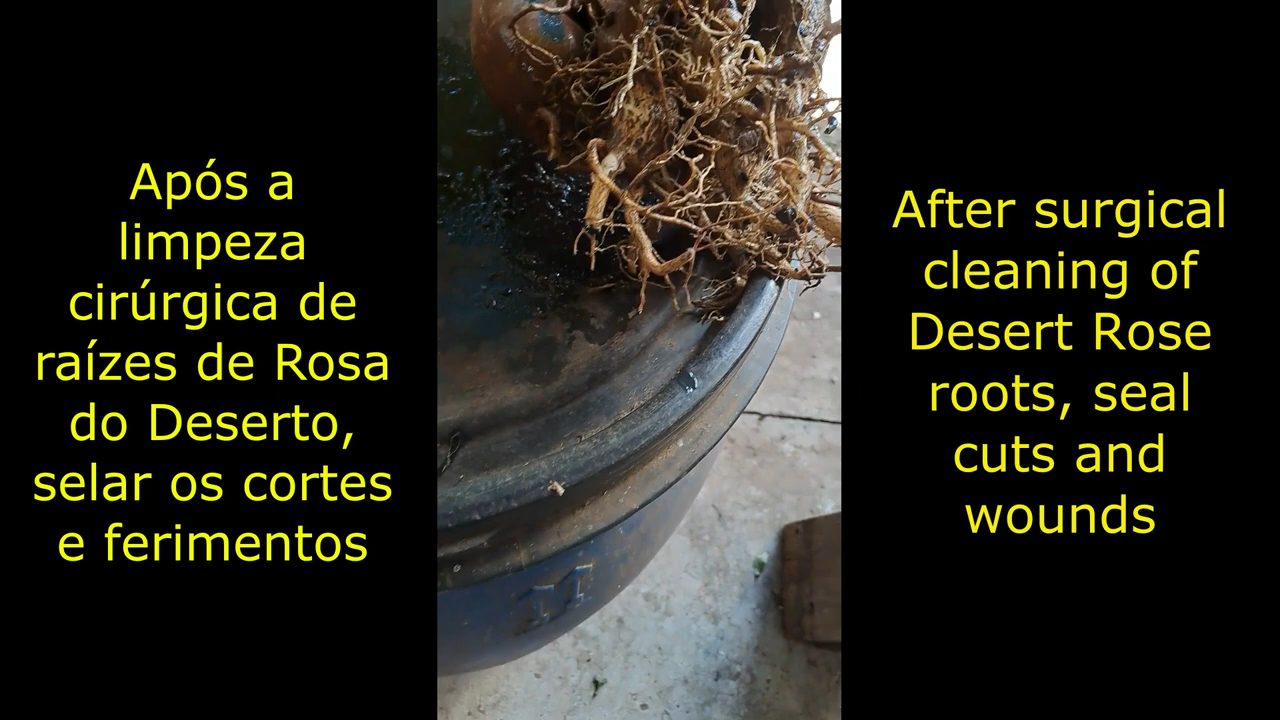 Após a
limpeza
cirúrgica de
raízes de Rosa
do Deserto,
selar os cortes
e ferimentos
After surgical
cleaning of
Desert Rose
roots, seal
cuts and
wounds